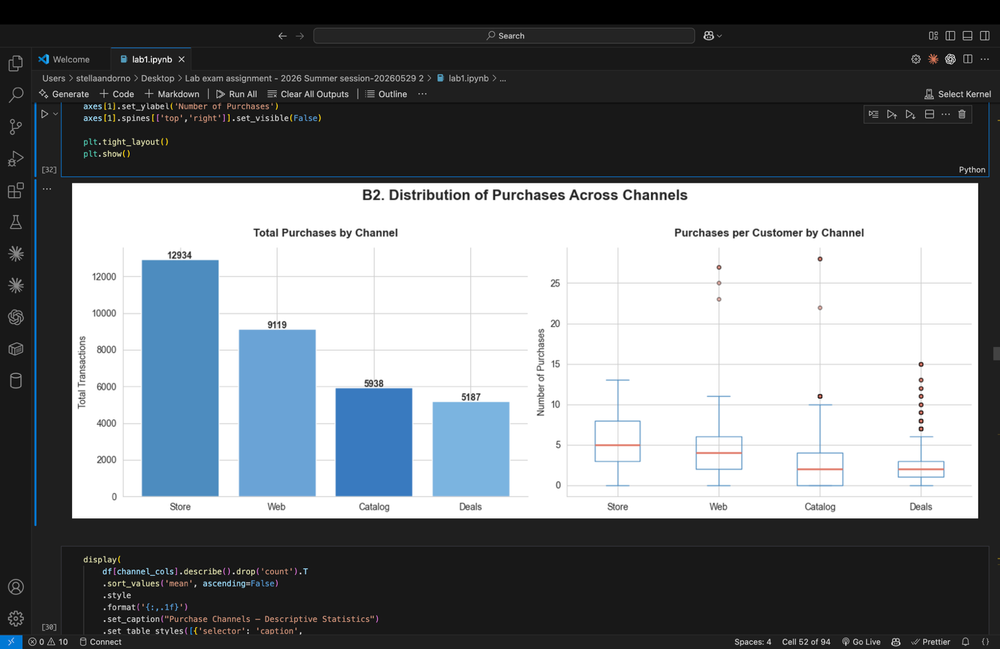 Search
Welcome
lab1.ipynb
Users > stellaandorno > Desktop > Lab exam assignment - 2026 Summer session-20260529 2 > lab1.ipynb > ...
Generate + Code + Markdown | Run All Clear All Outputs | Outline ...
Select Kernel
axes[1].set_ylabel('Number of Purchases')
axes[1].spines[['top','right']].set_visible(False)
plt.tight_layout()
plt.show()
[32]
Python
B2. Distribution of Purchases Across Channels
Total Purchases by Channel
Total Transactions
12000
10000
8000
6000
4000
2000
0
12934
9119
5938
5187
Store Web Catalog Deals
Purchases per Customer by Channel
Number of Purchases
25
20
15
10
5
0
Store Web Catalog Deals
display(
df[channel_cols].describe().drop('count').T
.sort_values('mean', ascending=False)
.style
.format('{:,.1f}')
.set_caption("Purchase Channels — Descriptive Statistics")
.set_table_styles([{'selector': 'caption',
[30]
0 10 Connect
Spaces: 4 Cell 52 of 94 Go Live Prettier {}